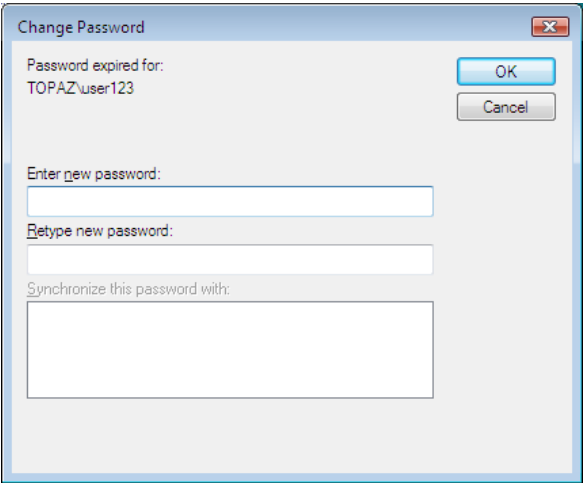 Change Password
Password expired for:
TOPAZ\user123
OK
Cancel
Enter new password:
Retype new password:
Synchronize this password with: